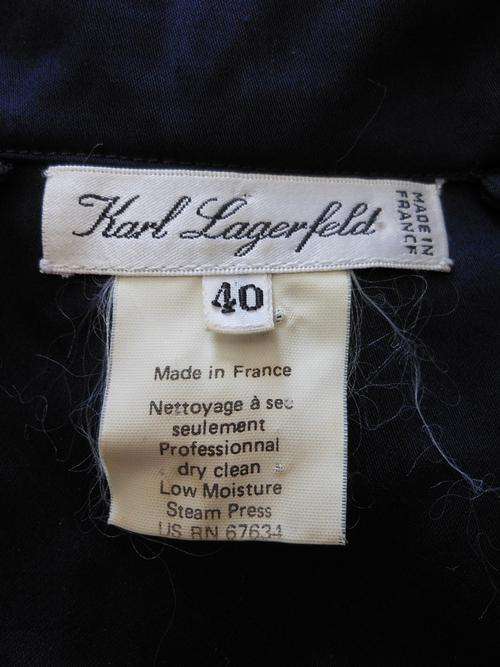 Karl Lagerfeld
MADE IN
FRANCE
40
Made in France
Nettoyage à sec
seulement
Professionnal
dry clean
Low Moisture
Steam Press
US RN 67634